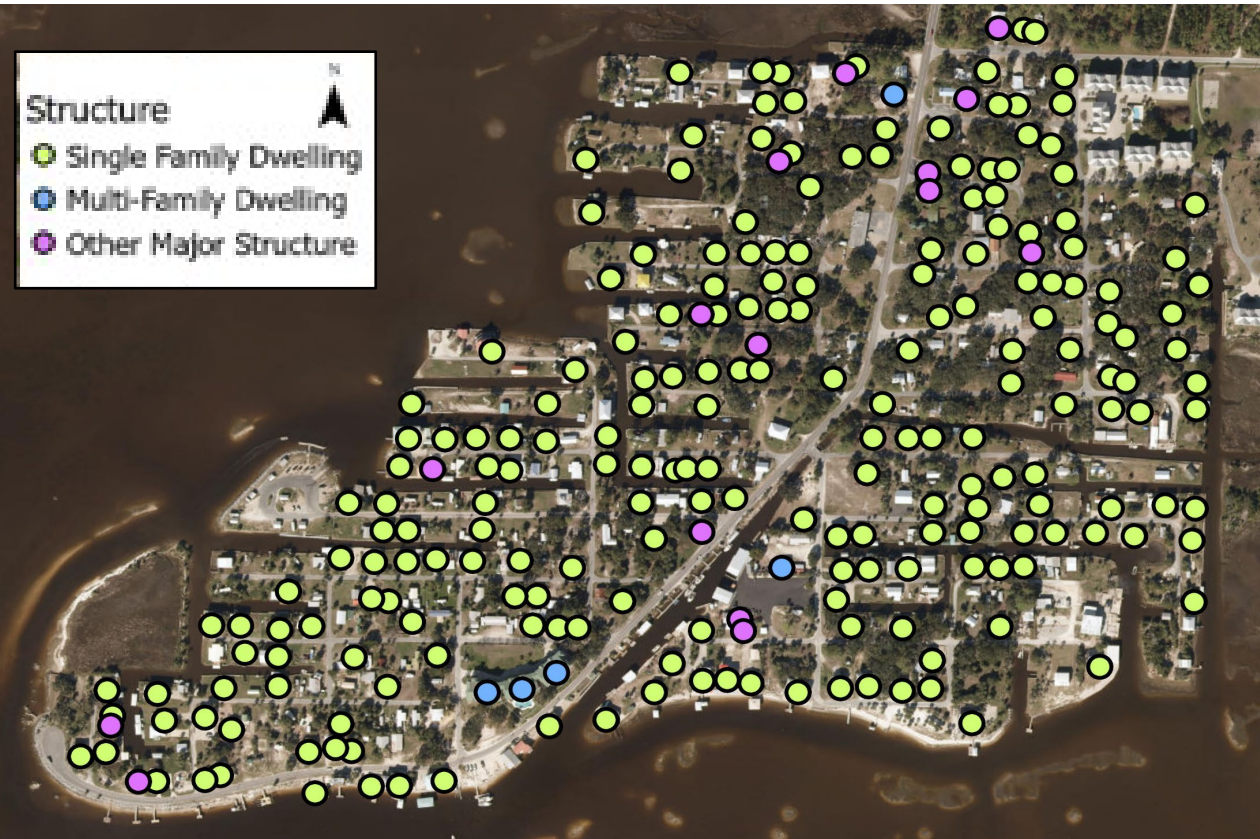 N
Structure
Single Family Dwelling
Multi-Family Dwelling
Other Major Structure